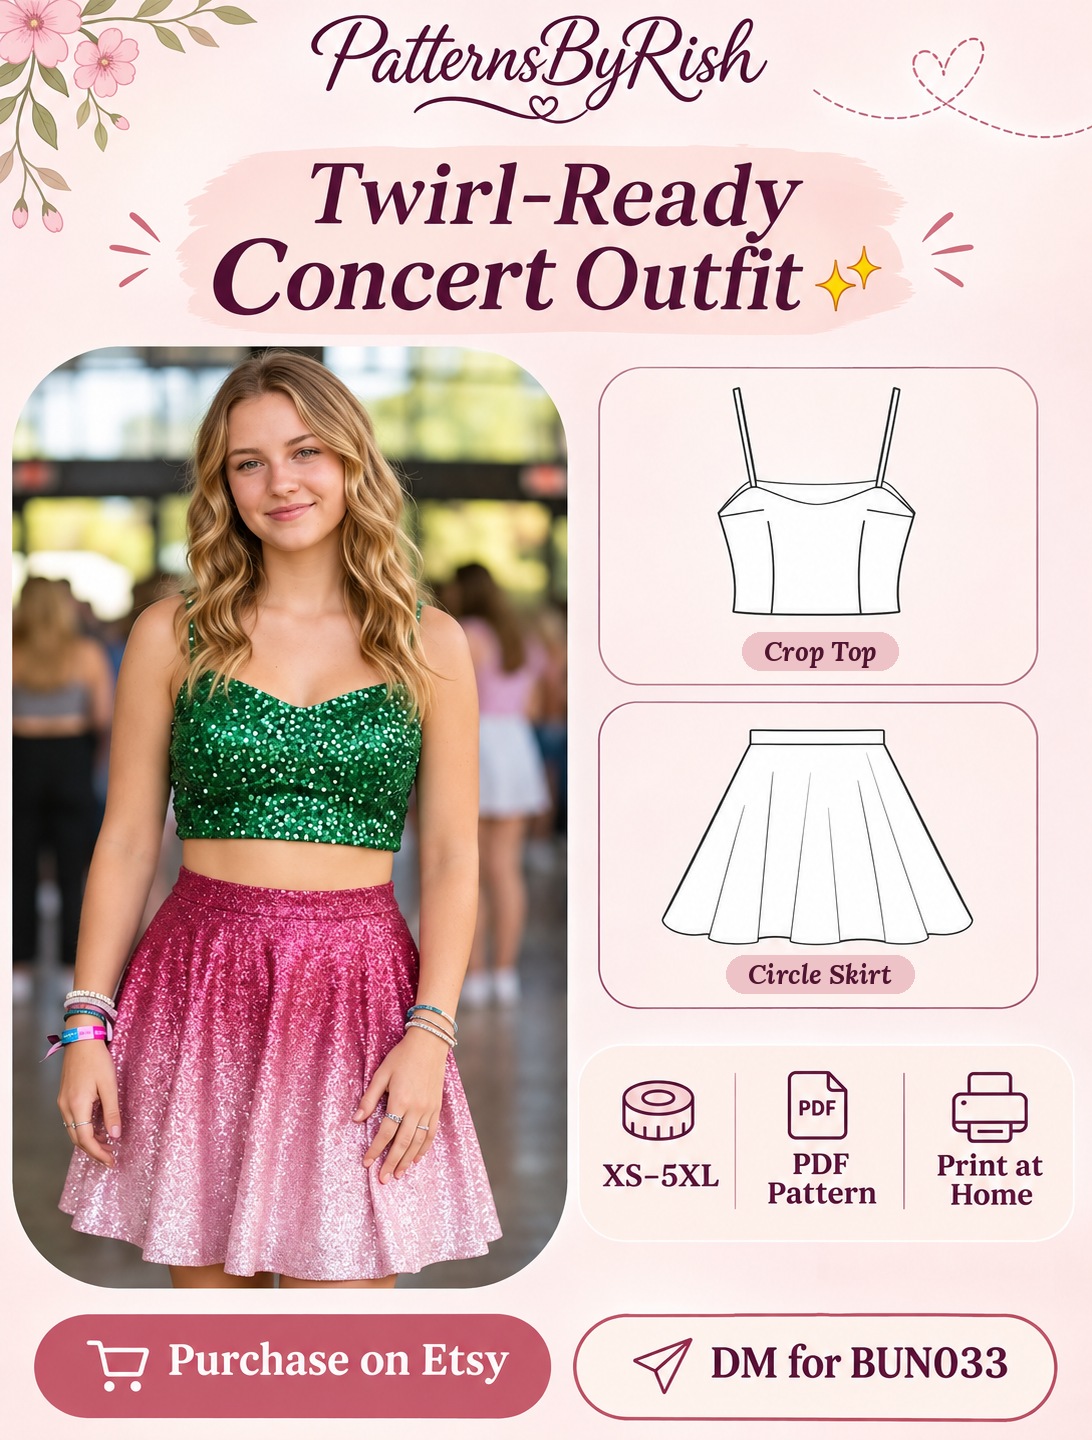 PatternsByRish
Twirl-Ready
Concert Outfit
Crop Top
Circle Skirt
XS-5XL
PDF
PDF
Pattern
Print at
Home
Purchase on Etsy
DM for BUN033